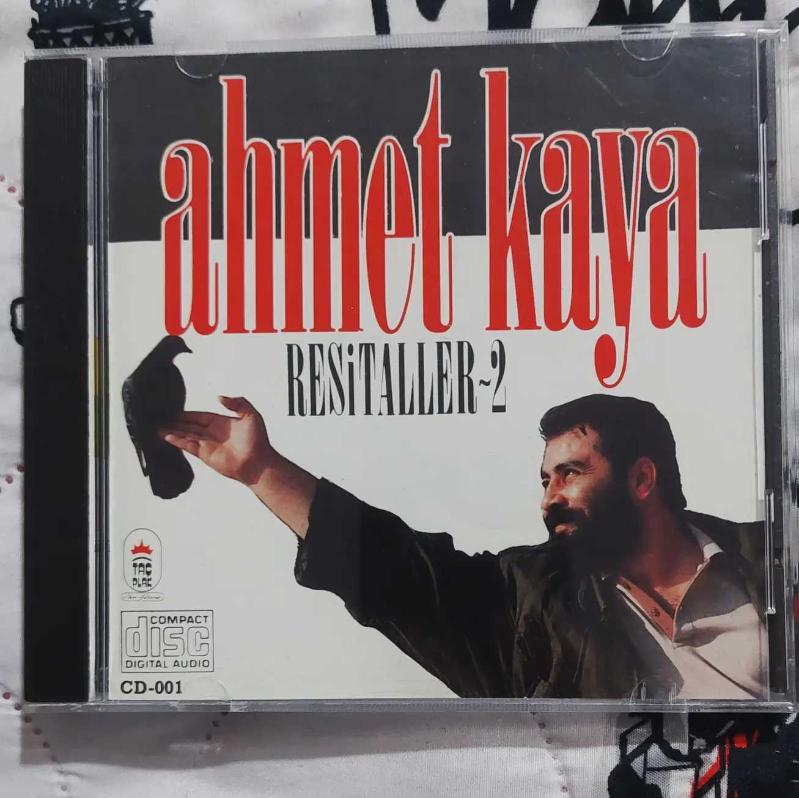 ahmet kaya
RESiTALLER~2
TAÇ
PLAK
COMPACT
disc
DIGITAL AUDIO
CD-001